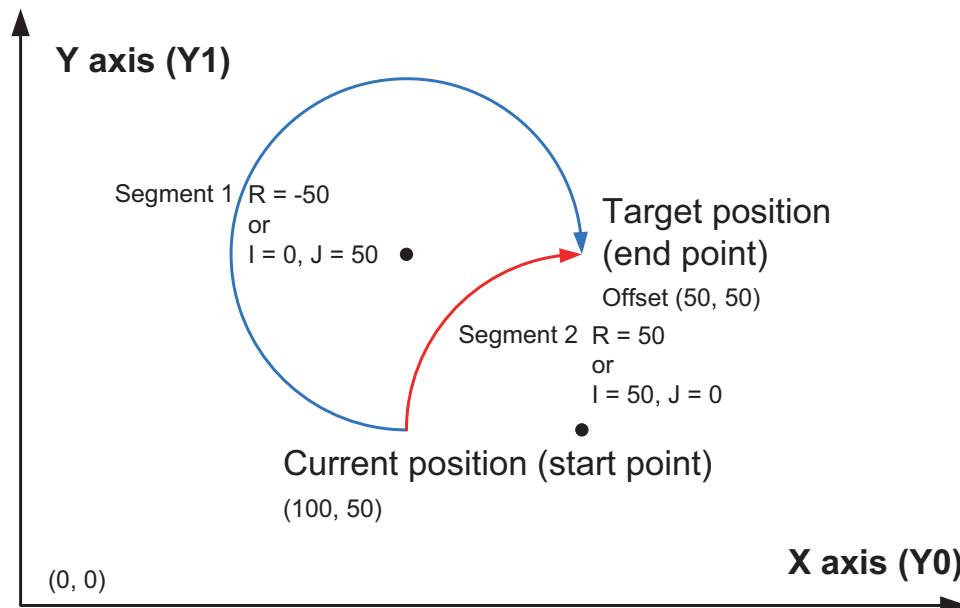 Y axis (Y1)
Segment 1
R = -50
or
I = 0, J = 50
Target position
(end point)
Offset (50, 50)
Segment 2
R = 50
or
I = 50, J = 0
Current position (start point)
(100, 50)
X axis (Y0)
(0, 0)